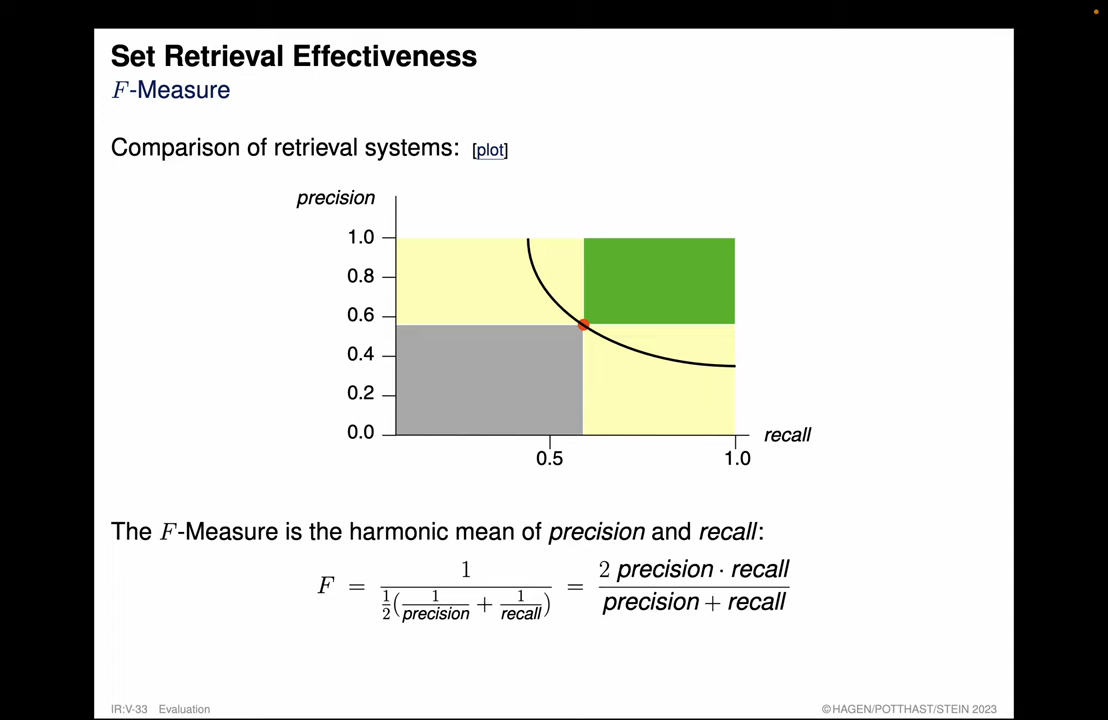 Set Retrieval Effectiveness
F-Measure
Comparison of retrieval systems: [plot]
precision
1.0
0.8
0.6
0.4
0.2
0.0
recall
0.5 1.0
The F-Measure is the harmonic mean of precision and recall:
F = 1 / (1/2 (1/precision + 1/recall)) = 2 precision · recall / (precision + recall)
IR:V-33 Evaluation ©HAGEN/POTTHAST/STEIN 2023